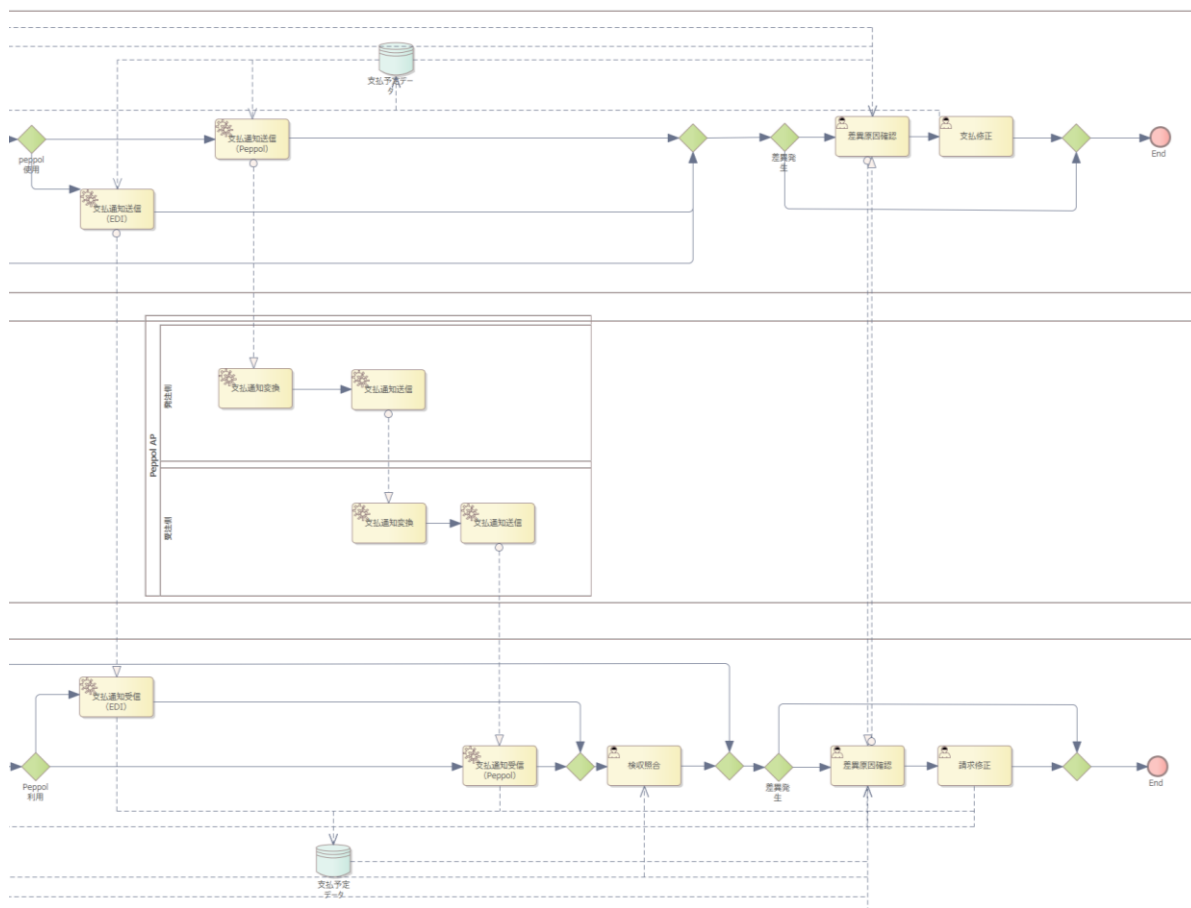 支払予定デー
タ
支払通知送信
(Peppol)
差異原因確認
支払修正
peppol
使用
差異発
生
End
支払通知送信
(EDI)
Peppol AP
発注側
支払通知変換
支払通知送信
受注側
支払通知変換
支払通知送信
支払通知受信
(EDI)
支払通知受信
(Peppol)
検収照合
差異原因確認
請求修正
Peppol
利用
差異発
生
End
支払予定
データ